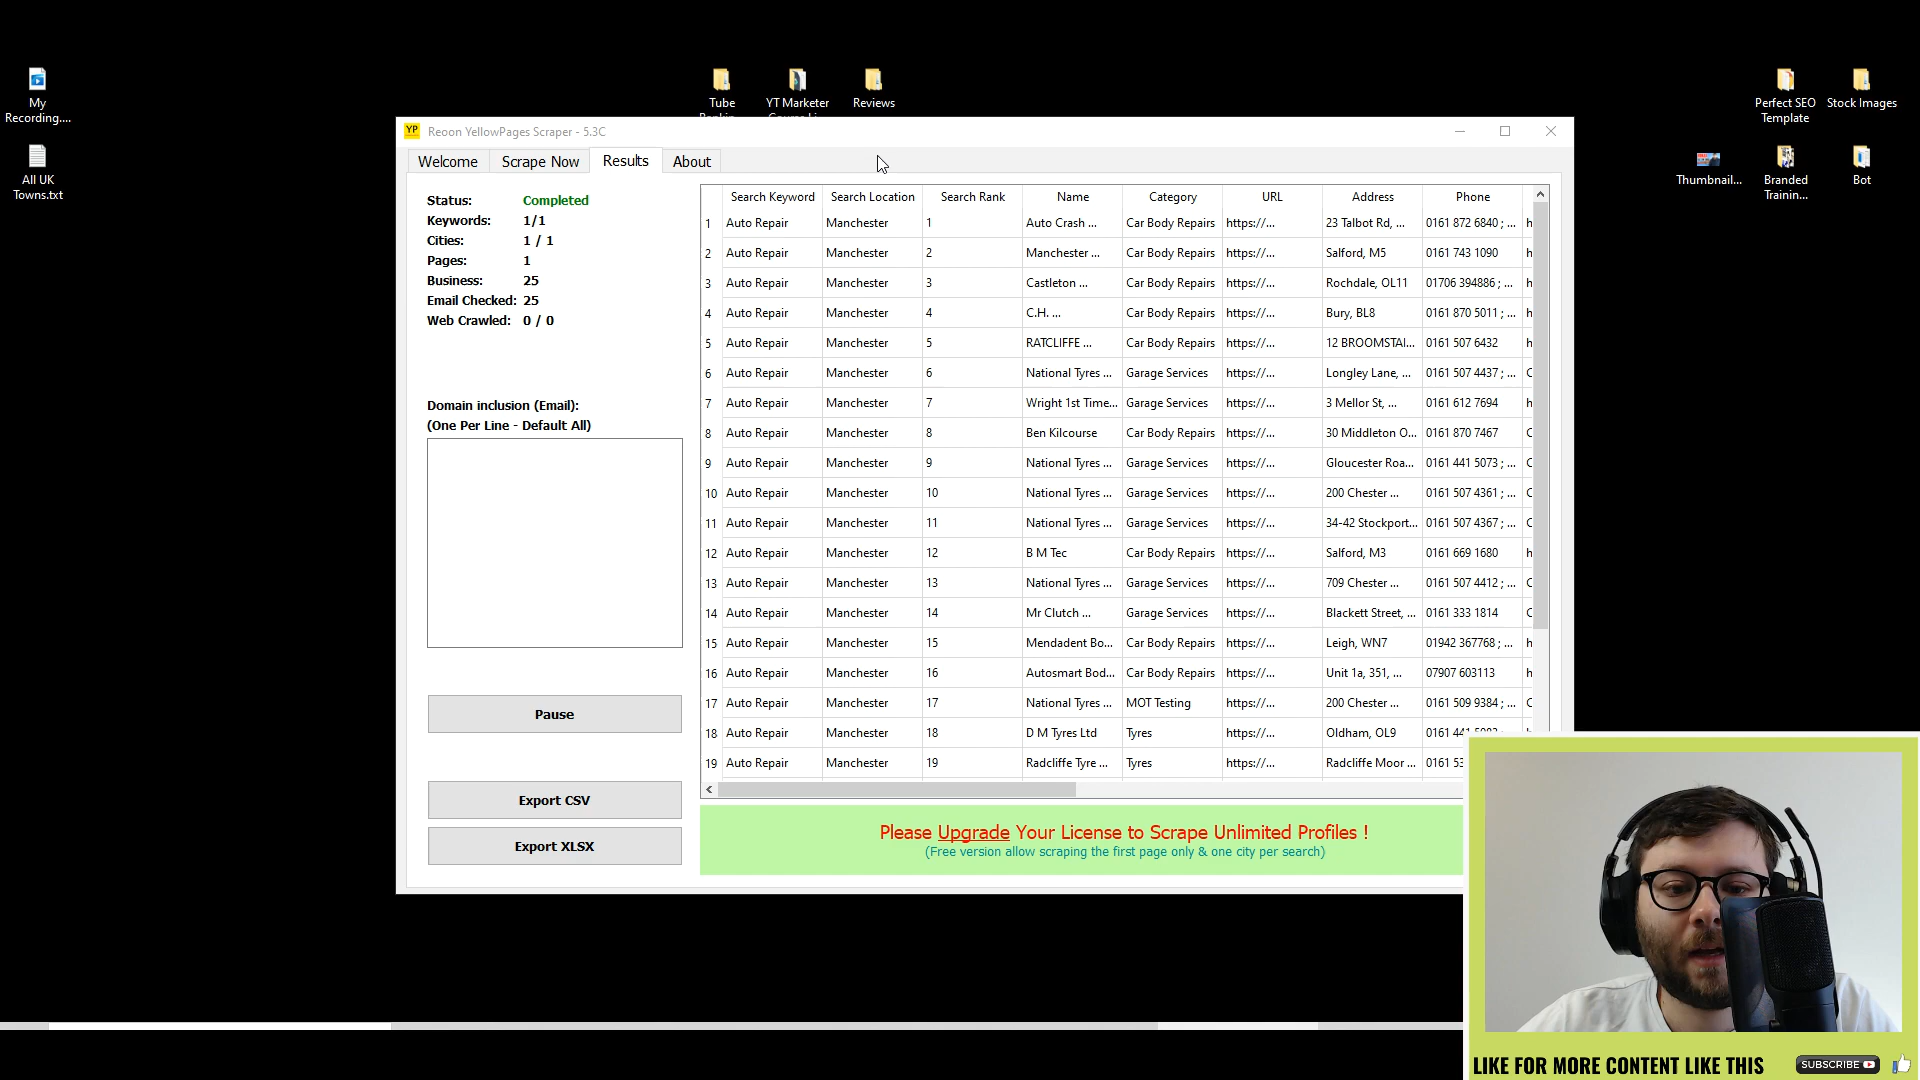 My
Recording....
All UK
Towns.txt
Tube
YT Marketer
Reviews
Perfect SEO
Template
Stock Images
Thumbnail...
Branded
Trainin...
Bot
YP
Reoon YellowPages Scraper - 5.3C
Welcome Scrape Now Results About
Status: Completed
Keywords: 1/1
Cities: 1 / 1
Pages: 1
Business: 25
Email Checked: 25
Web Crawled: 0 / 0
Domain inclusion (Email):
(One Per Line - Default All)
Pause
Export CSV
Export XLSX
Search Keyword Search Location Search Rank Name Category URL Address Phone
1 Auto Repair Manchester 1 Auto Crash ... Car Body Repairs https://... 23 Talbot Rd, ... 0161 872 6840 ; ... h
2 Auto Repair Manchester 2 Manchester ... Car Body Repairs https://... Salford, M5 0161 743 1090 h
3 Auto Repair Manchester 3 Castleton ... Car Body Repairs https://... Rochdale, OL11 01706 394886 ; ... h
4 Auto Repair Manchester 4 C.H. ... Car Body Repairs https://... Bury, BL8 0161 870 5011 ; ... h
5 Auto Repair Manchester 5 RATCLIFFE ... Car Body Repairs https://... 12 BROOMSTAI... 0161 507 6432 h
6 Auto Repair Manchester 6 National Tyres ... Garage Services https://... Longley Lane, ... 0161 507 4437 ; ... C
7 Auto Repair Manchester 7 Wright 1st Time... Garage Services https://... 3 Mellor St, ... 0161 612 7694 h
8 Auto Repair Manchester 8 Ben Kilcourse Car Body Repairs https://... 30 Middleton O... 0161 870 7467 C
9 Auto Repair Manchester 9 National Tyres ... Garage Services https://... Gloucester Roa... 0161 441 5073 ; ... C
10 Auto Repair Manchester 10 National Tyres ... Garage Services https://... 200 Chester ... 0161 507 4361 ; ... C
11 Auto Repair Manchester 11 National Tyres ... Garage Services https://... 34-42 Stockport... 0161 507 4367 ; ... C
12 Auto Repair Manchester 12 B M Tec Car Body Repairs https://... Salford, M3 0161 669 1680 h
13 Auto Repair Manchester 13 National Tyres ... Garage Services https://... 709 Chester ... 0161 507 4412 ; ... C
14 Auto Repair Manchester 14 Mr Clutch ... Garage Services https://... Blackett Street, ... 0161 333 1814 C
15 Auto Repair Manchester 15 Mendadent Bo... Car Body Repairs https://... Leigh, WN7 01942 367768 ; ... h
16 Auto Repair Manchester 16 Autosmart Bod... Car Body Repairs https://... Unit 1a, 351, ... 07907 603113 h
17 Auto Repair Manchester 17 National Tyres ... MOT Testing https://... 200 Chester ... 0161 509 9384 ; ... C
18 Auto Repair Manchester 18 D M Tyres Ltd Tyres https://... Oldham, OL9 0161
19 Auto Repair Manchester 19 Radcliffe Tyre ... Tyres https://... Radcliffe Moor ... 0161 53
Please Upgrade Your License to Scrape Unlimited Profiles !
(Free version allow scraping the first page only & one city per search)
LIKE FOR MORE CONTENT LIKE THIS
SUBSCRIBE